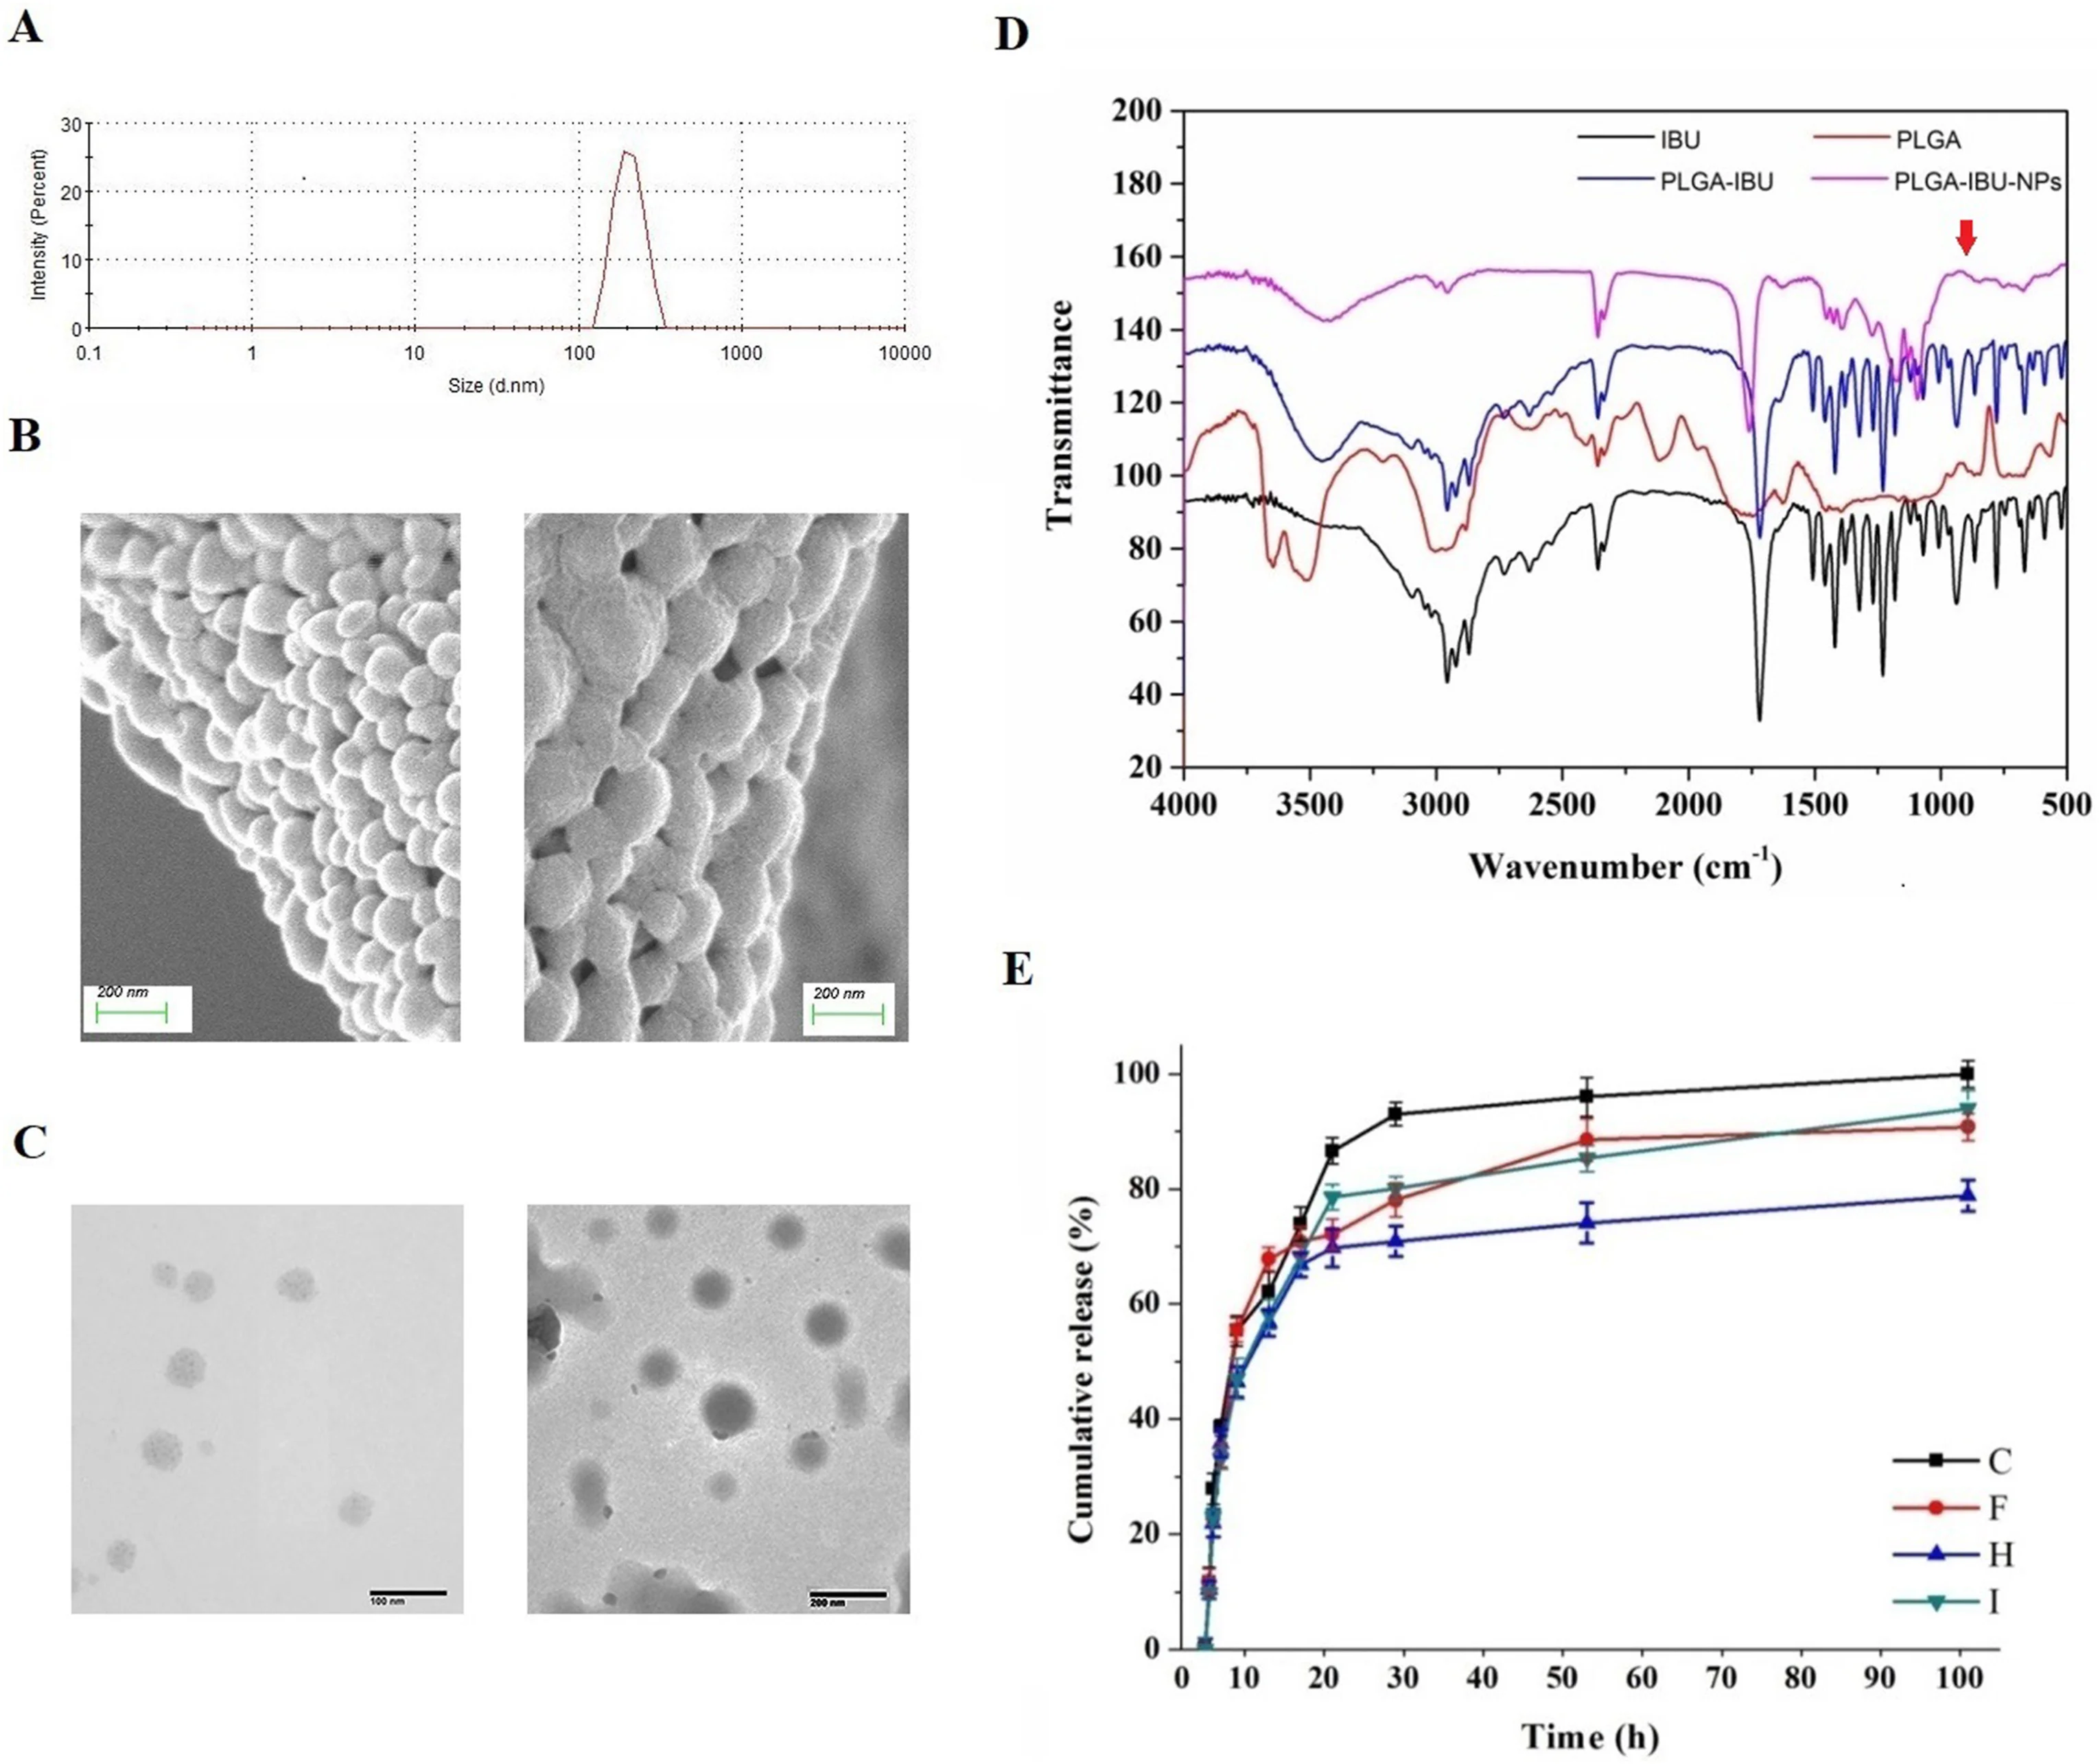 A
30
20
10
0
Intensity (Percent)
0.1 1 10 100 1000 10000
Size (d.nm)
B
200 nm
200 nm
C
100 nm
200 nm
D
200
180
160
140
120
100
80
60
40
20
Transmittance
IBU PLGA
PLGA-IBU PLGA-IBU-NPs
4000 3500 3000 2500 2000 1500 1000 500
Wavenumber (cm⁻¹)
E
100
80
60
40
20
0
Cumulative release (%)
C
F
H
I
0 10 20 30 40 50 60 70 80 90 100
Time (h)